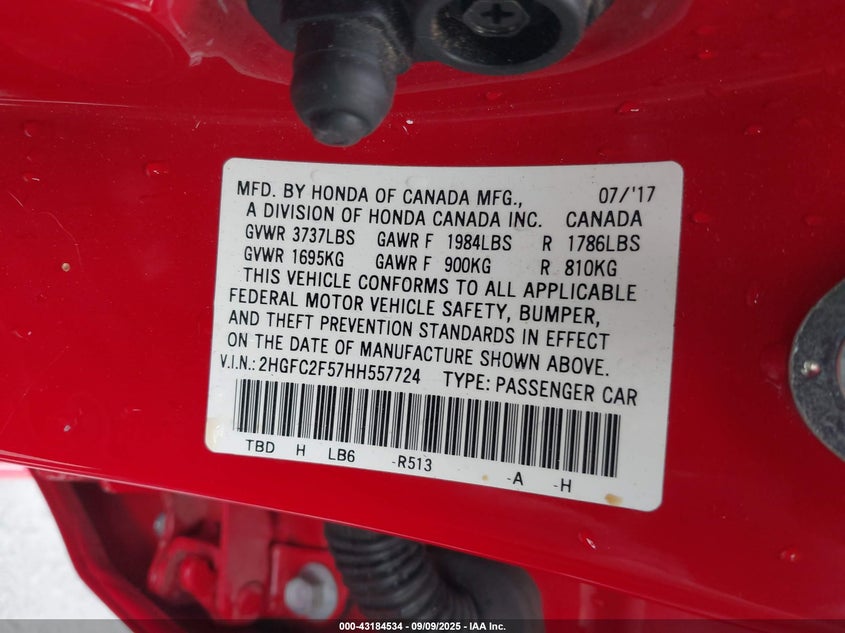 MFD. BY HONDA OF CANADA MFG., 07/'17
A DIVISION OF HONDA CANADA INC. CANADA
GVWR 3737LBS GAWR F 1984LBS R 1786LBS
GVWR 1695KG GAWR F 900KG R 810KG
THIS VEHICLE CONFORMS TO ALL APPLICABLE
FEDERAL MOTOR VEHICLE SAFETY, BUMPER,
AND THEFT PREVENTION STANDARDS IN EFFECT
ON THE DATE OF MANUFACTURE SHOWN ABOVE.
V.I.N.: 2HGFC2F57HH557724 TYPE: PASSENGER CAR
TBD H LB6 -R513 -A -H
000-43184534 - 09/09/2025 - IAA Inc.